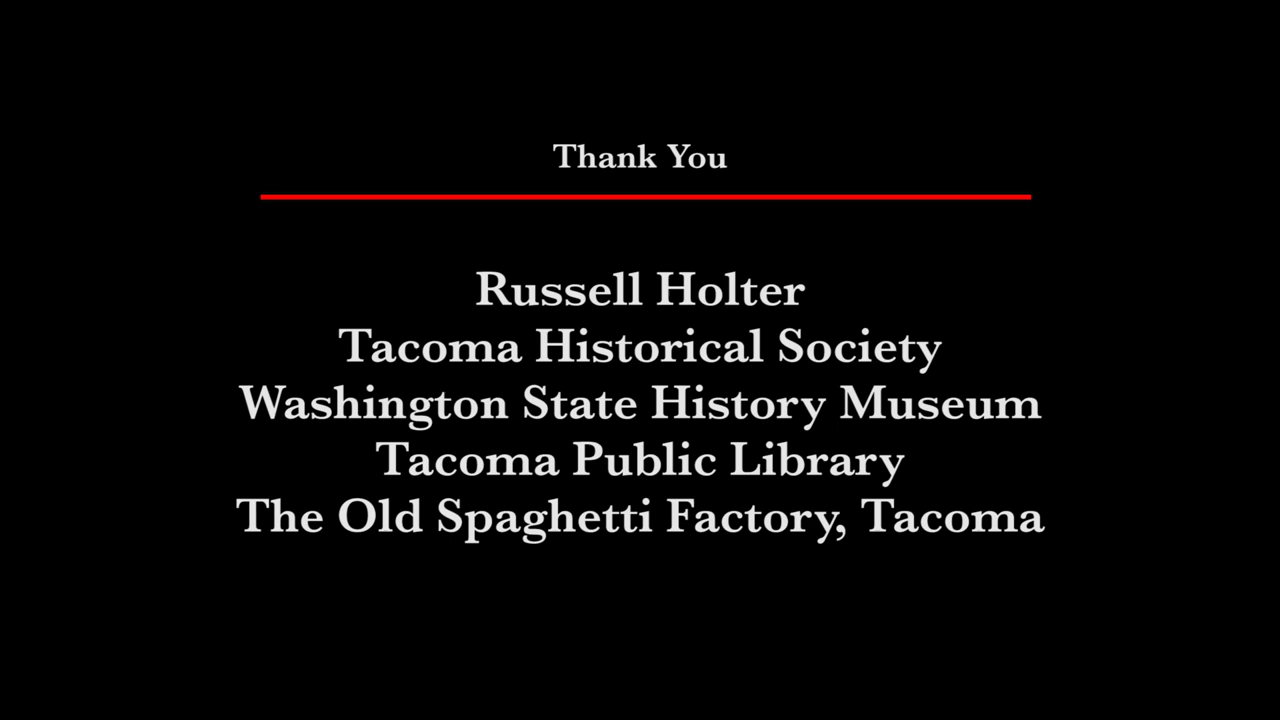 Thank You
Russell Holter
Tacoma Historical Society
Washington State History Museum
Tacoma Public Library
The Old Spaghetti Factory, Tacoma